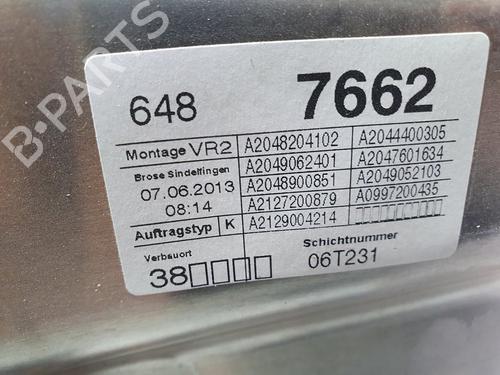 648 7662
Montage VR2 A2048204102 A2044400305
Brose Sindelfingen A2049062401 A2047601634
07.06.2013 A2048900851 A2049052103
08:14 A2127200879 A0997200435
Auftragstyp K A2129004214
Verbauort Schichtnummer
38 06T231
B-PARTS